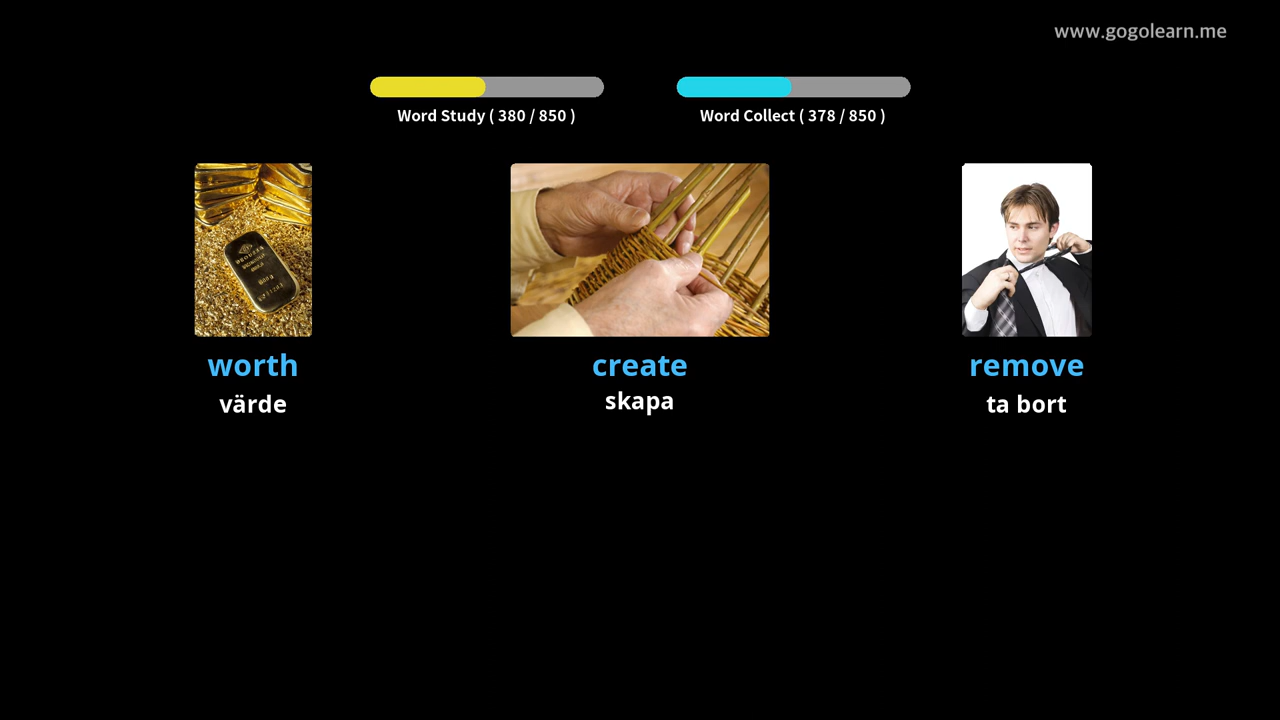 www.gogolearn.me
Word Study ( 380 / 850 )
Word Collect ( 378 / 850 )
worth
create
remove
värde
skapa
ta bort